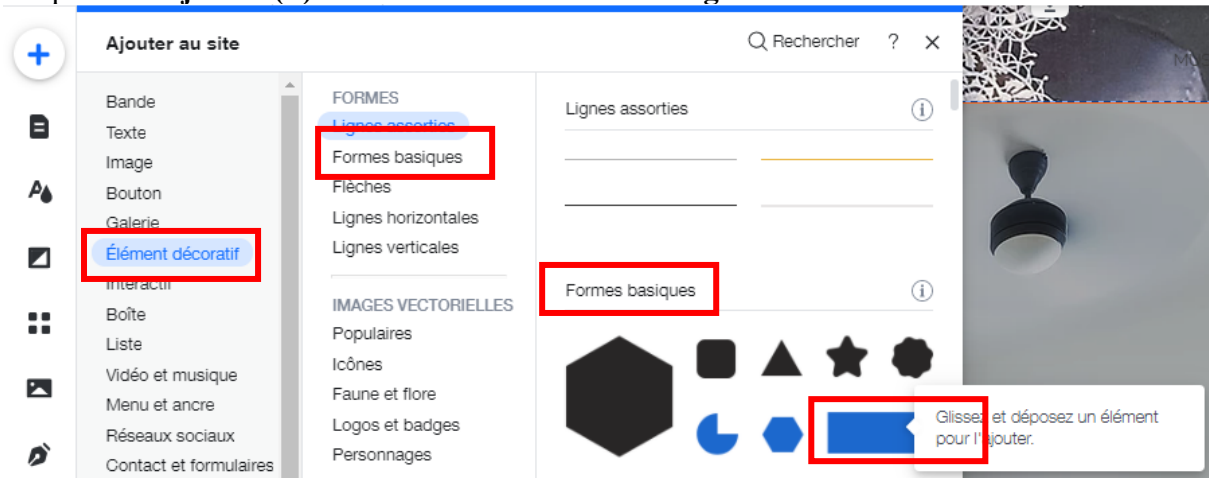 Ajouter au site
Rechercher ? ×
Bande
Texte
Image
Bouton
Galerie
Élément décoratif
Interactif
Boîte
Liste
Vidéo et musique
Menu et ancre
Réseaux sociaux
Contact et formulaires
FORMES
Lignes assorties
Formes basiques
Flèches
Lignes horizontales
Lignes verticales
IMAGES VECTORIELLES
Populaires
Icônes
Faune et flore
Logos et badges
Personnages
Lignes assorties
Formes basiques
Glissez et déposez un élément
pour l'ajouter.